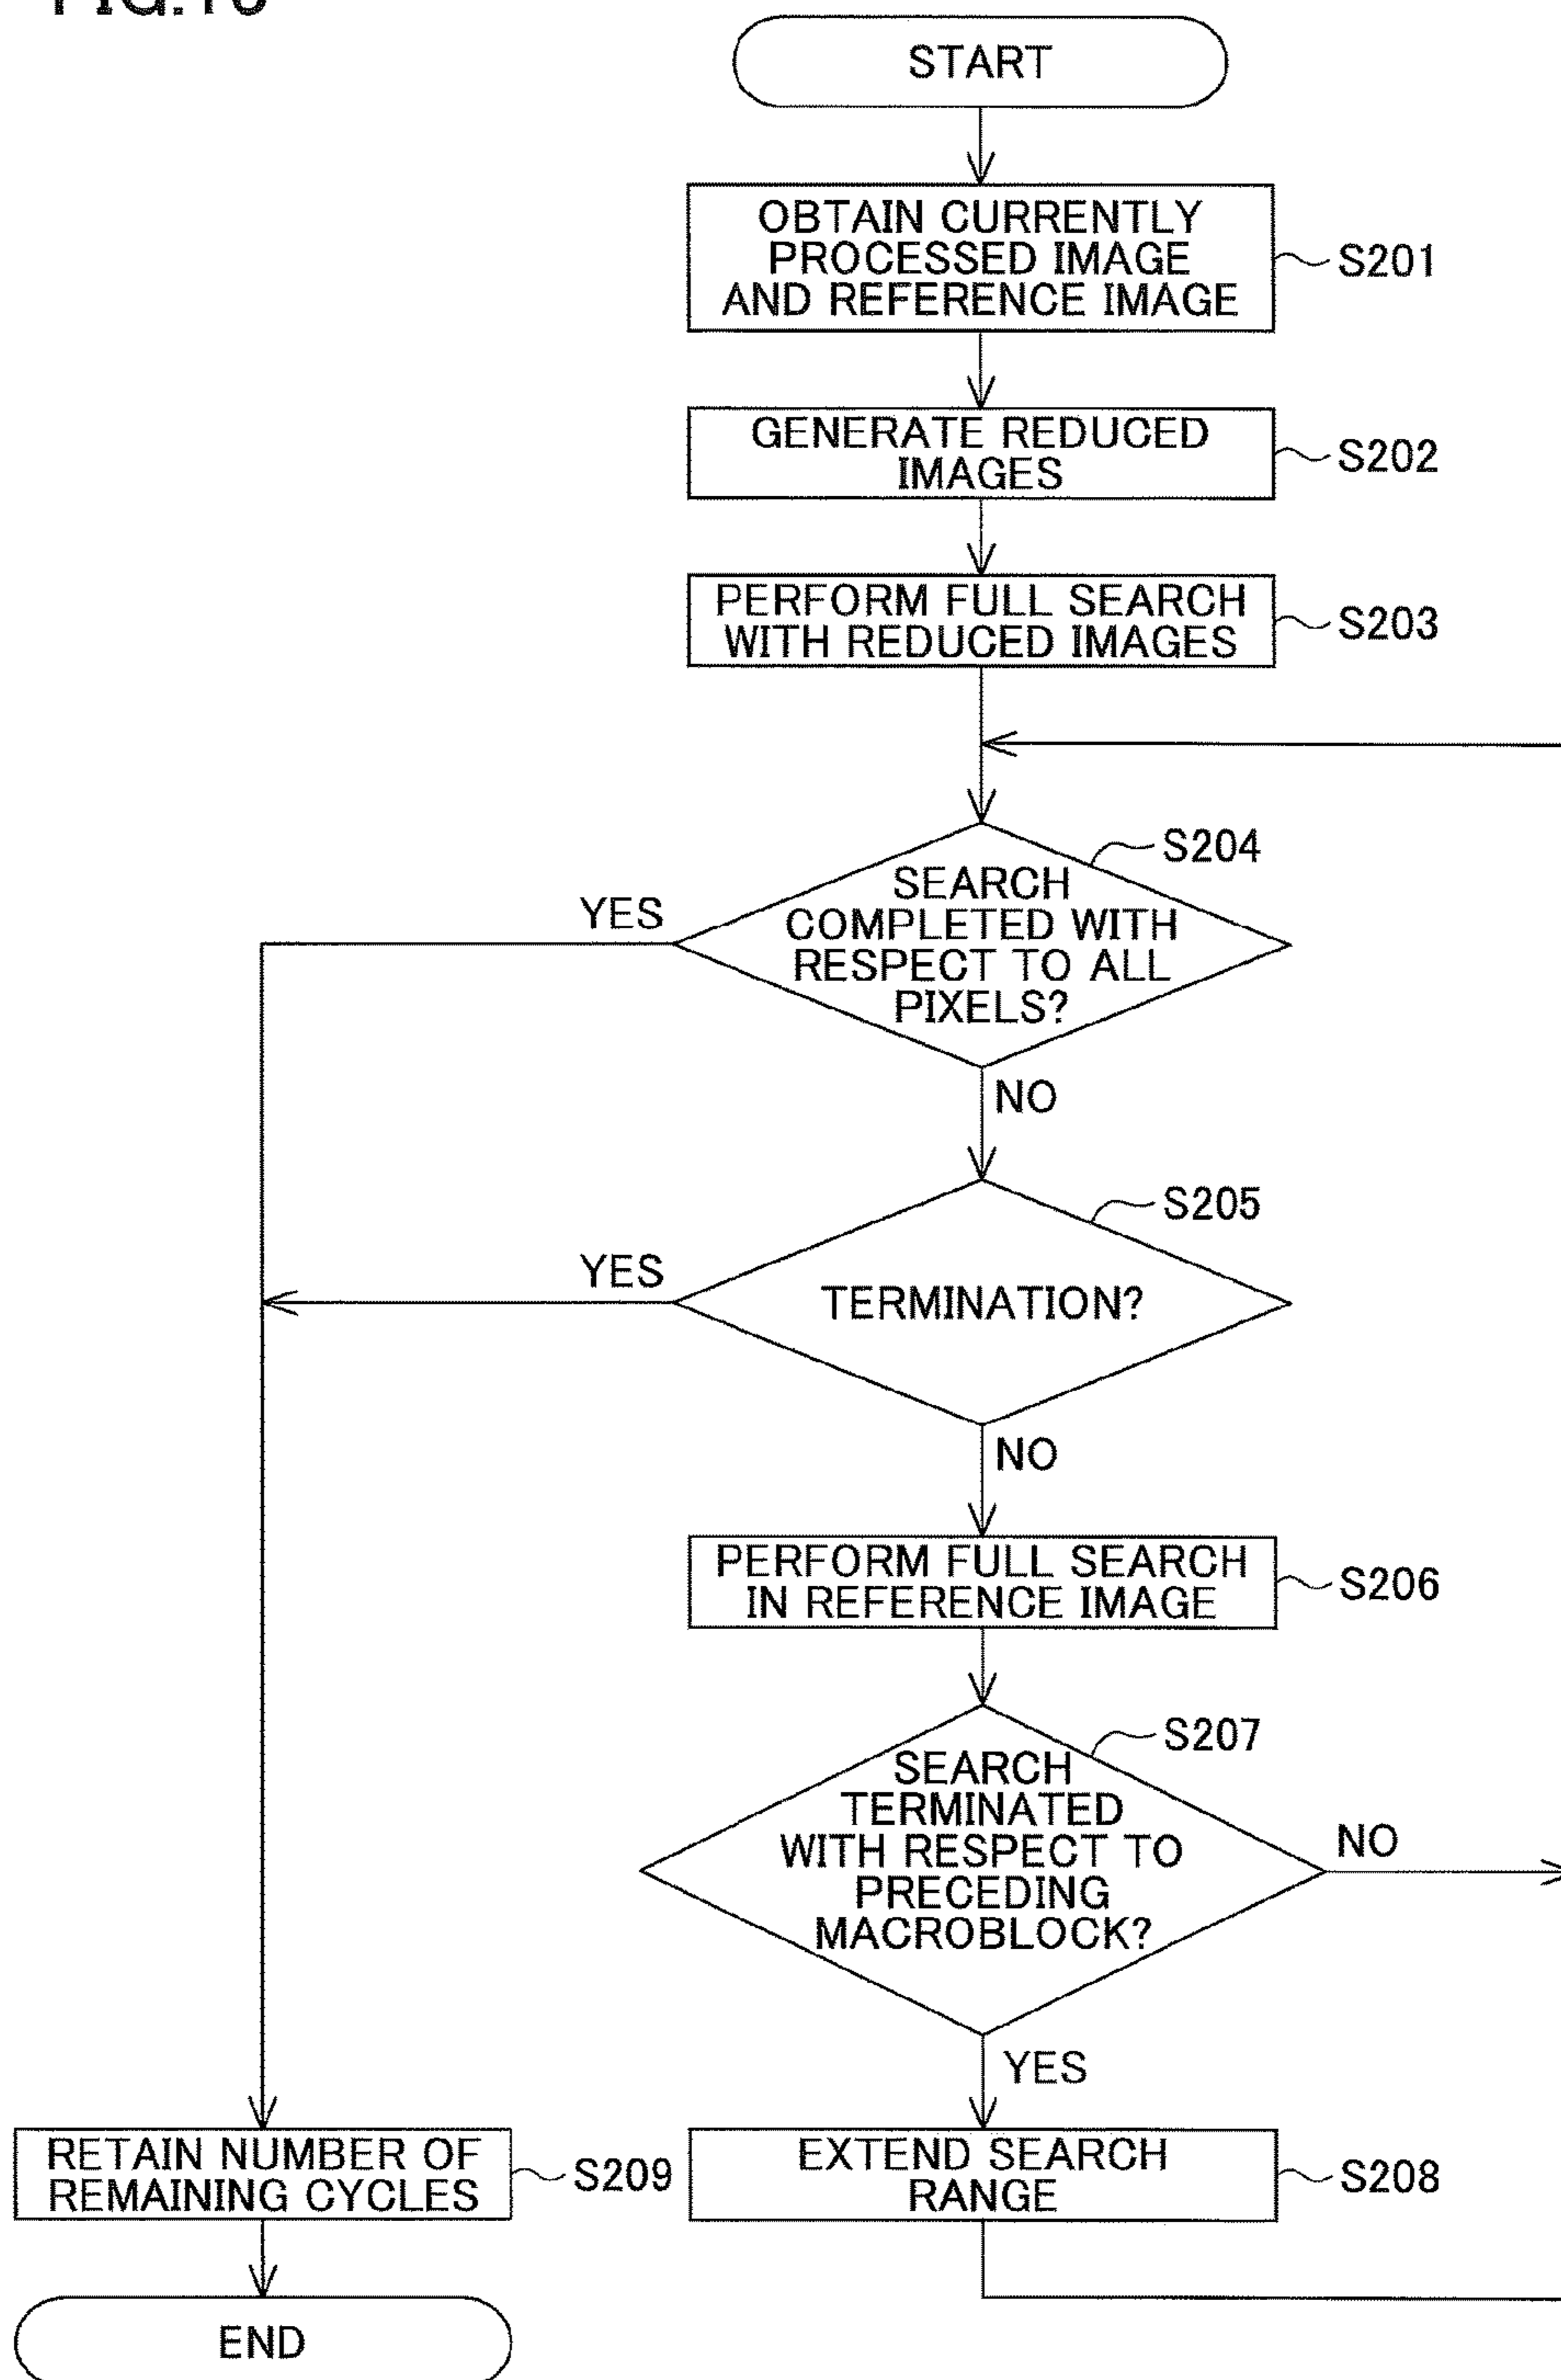 START
OBTAIN CURRENTLY
PROCESSED IMAGE
AND REFERENCE IMAGE
S201
GENERATE REDUCED
IMAGES
S202
PERFORM FULL SEARCH
WITH REDUCED IMAGES
S203
S204
SEARCH
COMPLETED WITH
RESPECT TO ALL
PIXELS?
YES
NO
S205
TERMINATION?
YES
NO
PERFORM FULL SEARCH
IN REFERENCE IMAGE
S206
S207
SEARCH
TERMINATED
WITH RESPECT TO
PRECEDING
MACROBLOCK?
NO
YES
EXTEND SEARCH
RANGE
S208
RETAIN NUMBER OF
REMAINING CYCLES
S209
END